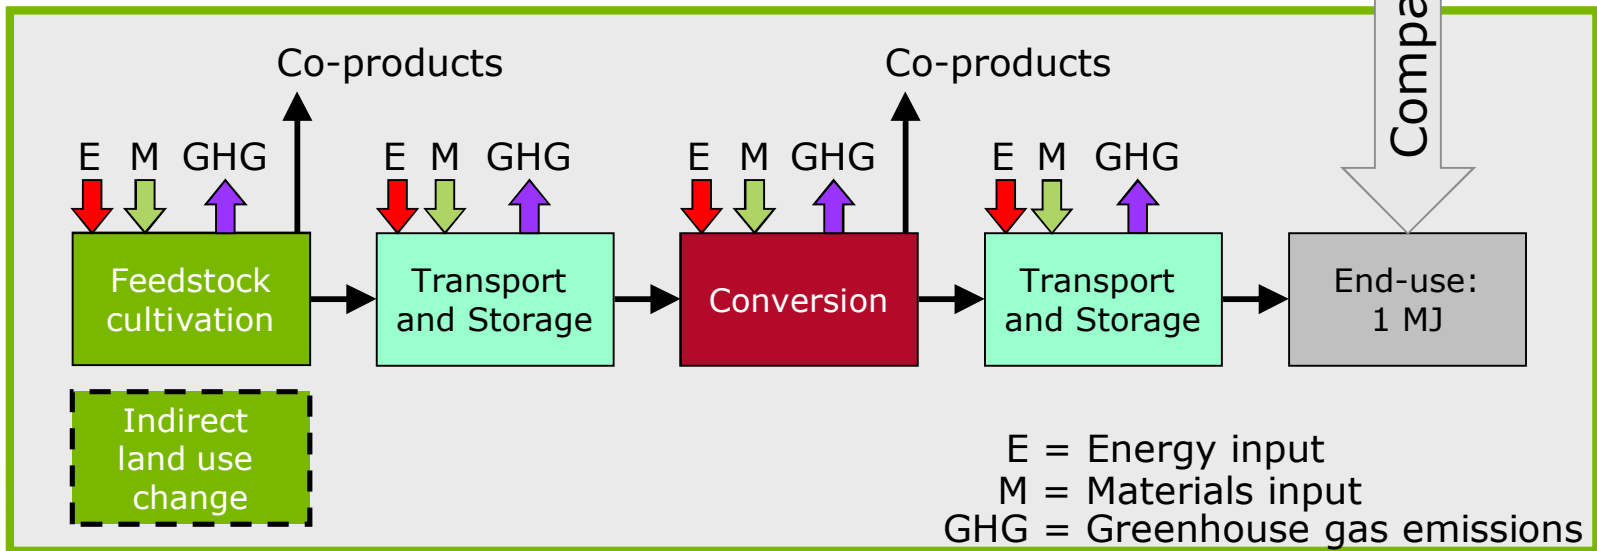 Compa
Co-products
Co-products
E M GHG
E M GHG
E M GHG
E M GHG
Feedstock
cultivation
Transport
and Storage
Conversion
Transport
and Storage
End-use:
1 MJ
Indirect
land use
change
E = Energy input
M = Materials input
GHG = Greenhouse gas emissions